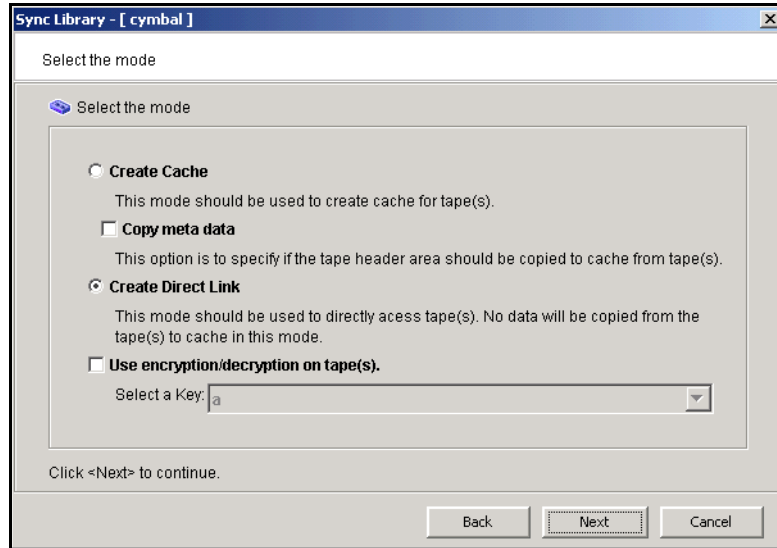 Sync Library - [ cymbal ]
Select the mode
Select the mode
Create Cache
This mode should be used to create cache for tape(s).
Copy meta data
This option is to specify if the tape header area should be copied to cache from tape(s).
Create Direct Link
This mode should be used to directly acess tape(s). No data will be copied from the
tape(s) to cache in this mode.
Use encryption/decryption on tape(s).
Select a Key: a
Click <Next> to continue.
Back Next Cancel